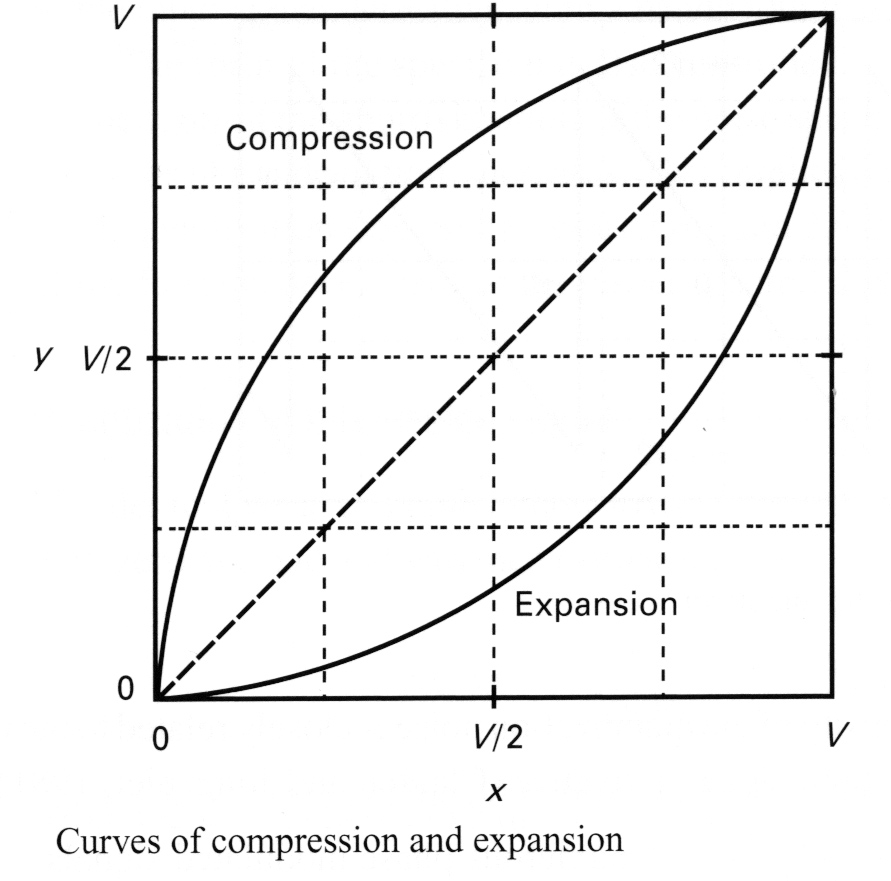 V
Compression
y V/2
Expansion
0
0 V/2 V
x
Curves of compression and expansion